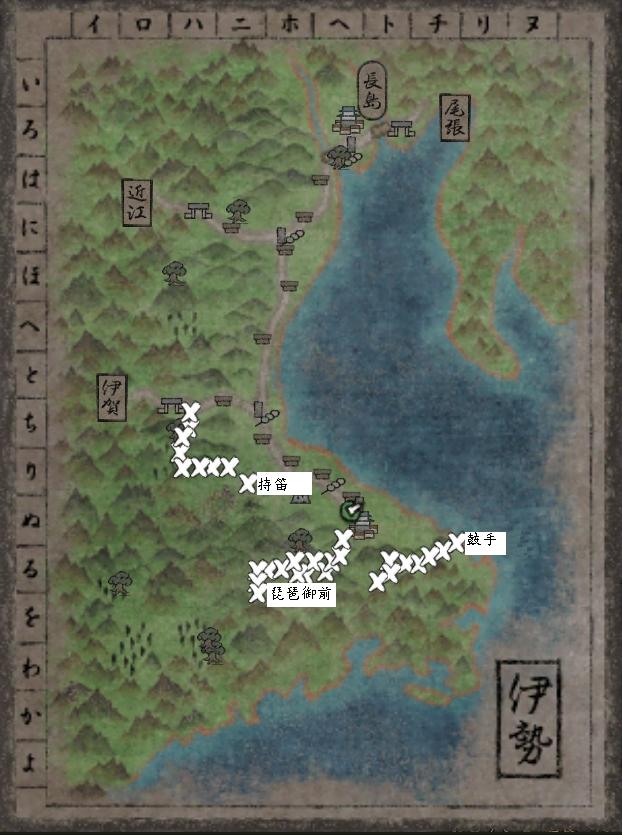 イ ロ ハ ニ ホ ヘ ト チ リ ヌ
い
ろ
は
に
ほ
へ
と
ち
り
ぬ
る
を
わ
か
よ
長島
尾張
近江
伊賀
持笛
鼓手
琵琶御前
伊勢